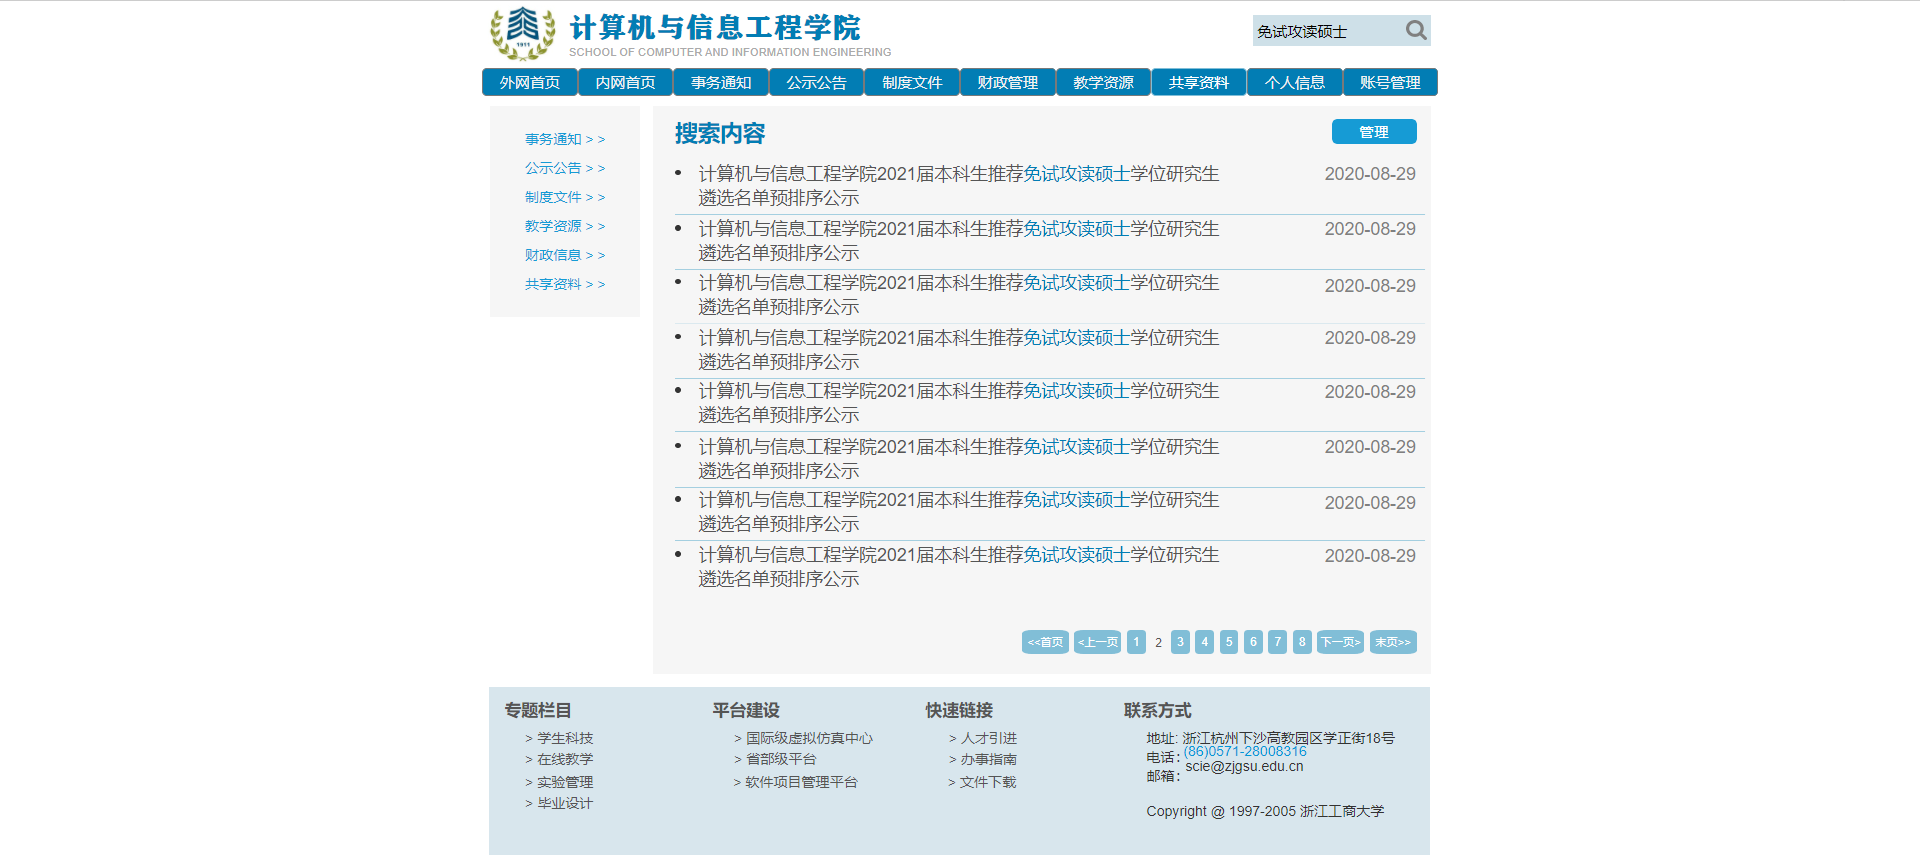 1911
计算机与信息工程学院
SCHOOL OF COMPUTER AND INFORMATION ENGINEERING
免试攻读硕士
外网首页 内网首页 事务通知 公示公告 制度文件 财政管理 教学资源 共享资料 个人信息 账号管理
事务通知 > >
公示公告 > >
制度文件 > >
教学资源 > >
财政信息 > >
共享资料 > >
搜索内容
管理
• 计算机与信息工程学院2021届本科生推荐免试攻读硕士学位研究生 2020-08-29
遴选名单预排序公示
• 计算机与信息工程学院2021届本科生推荐免试攻读硕士学位研究生 2020-08-29
遴选名单预排序公示
• 计算机与信息工程学院2021届本科生推荐免试攻读硕士学位研究生 2020-08-29
遴选名单预排序公示
• 计算机与信息工程学院2021届本科生推荐免试攻读硕士学位研究生 2020-08-29
遴选名单预排序公示
• 计算机与信息工程学院2021届本科生推荐免试攻读硕士学位研究生 2020-08-29
遴选名单预排序公示
• 计算机与信息工程学院2021届本科生推荐免试攻读硕士学位研究生 2020-08-29
遴选名单预排序公示
• 计算机与信息工程学院2021届本科生推荐免试攻读硕士学位研究生 2020-08-29
遴选名单预排序公示
• 计算机与信息工程学院2021届本科生推荐免试攻读硕士学位研究生 2020-08-29
遴选名单预排序公示
<<首页 <上一页 1 2 3 4 5 6 7 8 下一页> 末页>>
专题栏目
> 学生科技
> 在线教学
> 实验管理
> 毕业设计
平台建设
> 国际级虚拟仿真中心
> 省部级平台
> 软件项目管理平台
快速链接
> 人才引进
> 办事指南
> 文件下载
联系方式
地址: 浙江杭州下沙高教园区学正街18号
电话: (86)0571-28008316
邮箱: scie@zjgsu.edu.cn
Copyright @ 1997-2005 浙江工商大学